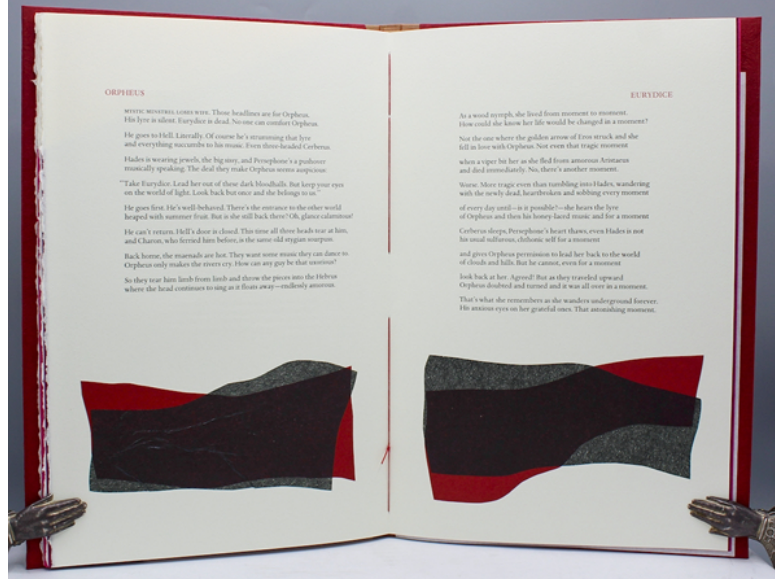 ORPHEUS
MYSTIC MINSTREL LOSES WIFE. Those headlines are for Orpheus.
His lyre is silent. Eurydice is dead. No one can comfort Orpheus.
He goes to Hell. Literally. Of course he's strumming that lyre
and everything succumbs to his music. Even three-headed Cerberus.
Hades is wearing jewels, the big sissy, and Persephone's a pushover
musically speaking. The deal they make Orpheus seems auspicious:
"Take Eurydice. Lead her out of these dark bloodhalls. But keep your eyes
on the world of light. Look back but once and she belongs to us."
He goes first. He's well-behaved. There's the entrance to the other world
heaped with summer fruit. But is she still back there? Oh, glance calamitous!
He can't return. Hell's door is closed. This time all three heads tear at him,
and Charon, who ferried him before, is the same old stygian sourpuss.
Back home, the maenads are hot. They want some music they can dance to.
Orpheus only makes the rivers cry. How can any guy be that uxorious?
So they tear him limb from limb and throw the pieces into the Hebrus
where the head continues to sing as it floats away—endlessly amorous.
EURYDICE
As a wood nymph, she lived from moment to moment.
How could she know her life would be changed in a moment?
Not the one where the golden arrow of Eros struck and she
fell in love with Orpheus. Not even that tragic moment
when a viper bit her as she fled from amorous Aristaeus
and died immediately. No, there's another moment.
Worse. More tragic even than tumbling into Hades, wandering
with the newly dead, heartbroken and sobbing every moment
of every day until—is it possible?—she hears the lyre
of Orpheus and then his honey-laced music and for a moment
Cerberus sleeps, Persephone's heart thaws, even Hades is not
his usual sulfurous, chthonic self for a moment
and gives Orpheus permission to lead her back to the world
of clouds and hills. But he cannot, even for a moment
look back at her. Agreed! But as they traveled upward
Orpheus doubted and turned and it was all over in a moment.
That's what she remembers as she wanders underground forever.
His anxious eyes on her grateful ones. That astonishing moment.